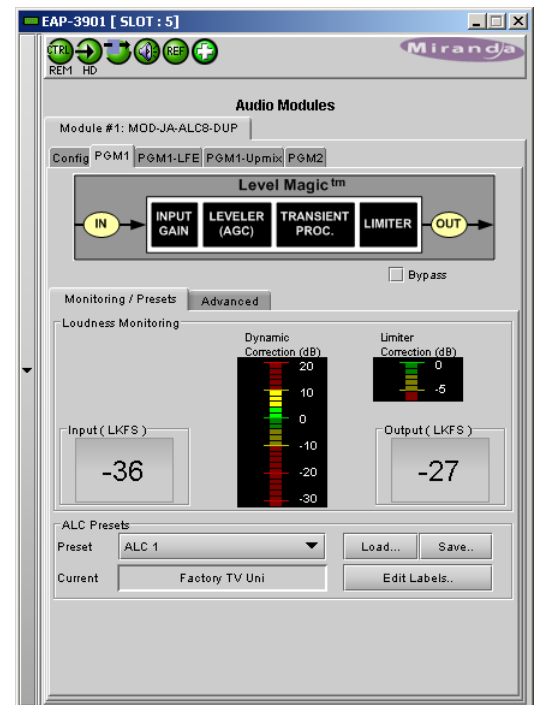 EAP-3901 [ SLOT : 5]
CTRL REF
REM HD
Miranda
Audio Modules
Module #1: MOD-JA-ALC8-DUP
Config PGM1 PGM1-LFE PGM1-Upmix PGM2
Level Magic tm
IN INPUT GAIN LEVELER (AGC) TRANSIENT PROC. LIMITER OUT
Bypass
Monitoring / Presets Advanced
Loudness Monitoring
Dynamic Correction (dB)
20
10
0
-10
-20
-30
Limiter Correction (dB)
0
-5
Input ( LKFS )
-36
Output ( LKFS )
-27
ALC Presets
Preset ALC 1 Load... Save..
Current Factory TV Uni Edit Labels..